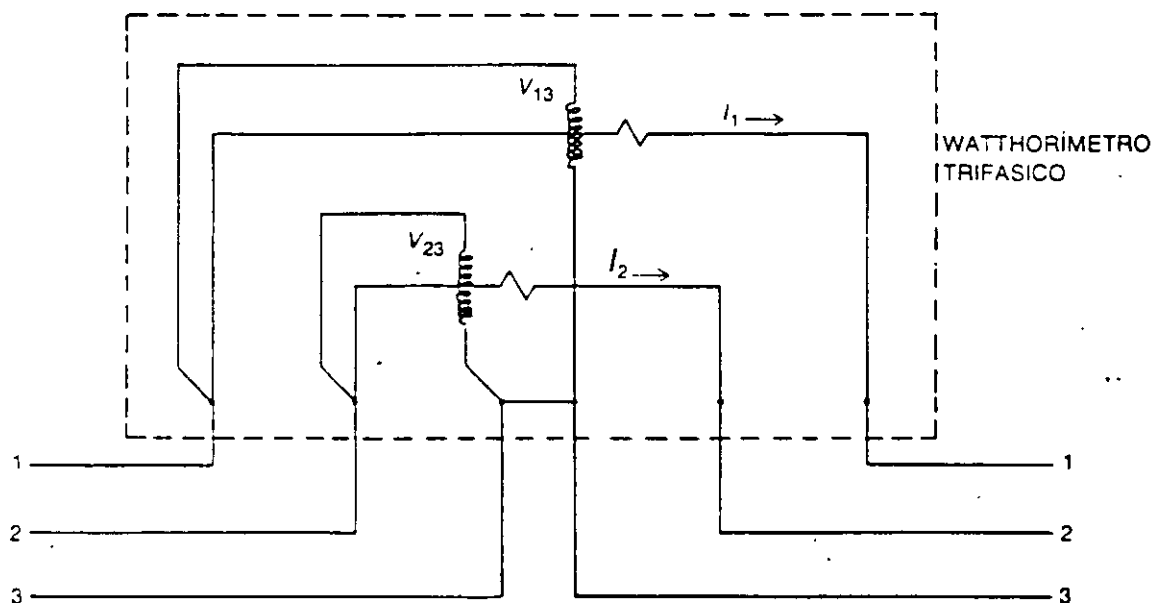 V13
I1 →
WATTHORÍMETRO
TRIFASICO
V23
I2 →
1
1
2
2
3
3